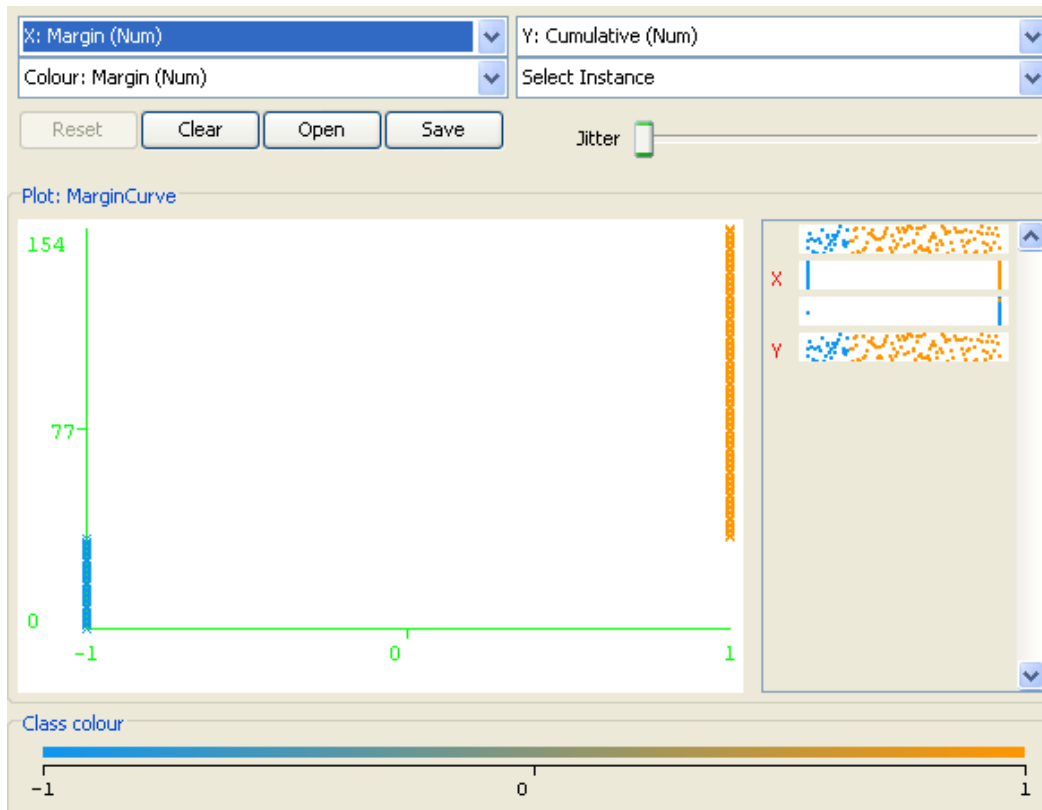 X: Margin (Num)
Y: Cumulative (Num)
Colour: Margin (Num)
Select Instance
Reset
Clear
Open
Save
Jitter
Plot: MarginCurve
154
77
0
-1
0
1
X
Y
Class colour
-1
0
1